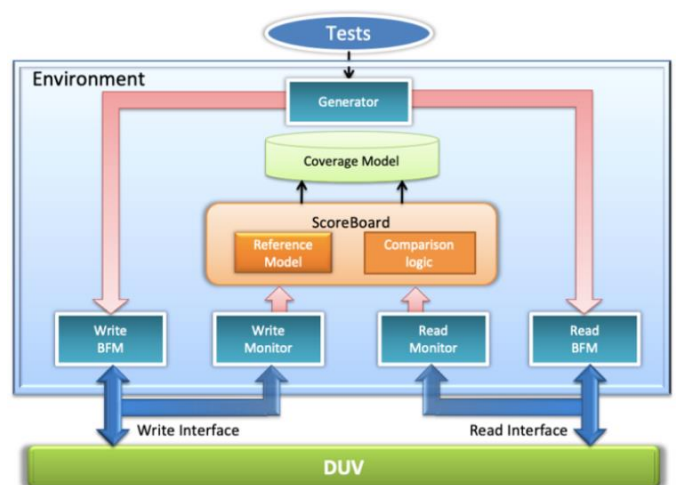 Tests
Environment
Generator
Coverage Model
ScoreBoard
Reference
Model
Comparison
logic
Write
BFM
Write
Monitor
Read
Monitor
Read
BFM
Write Interface
Read Interface
DUV